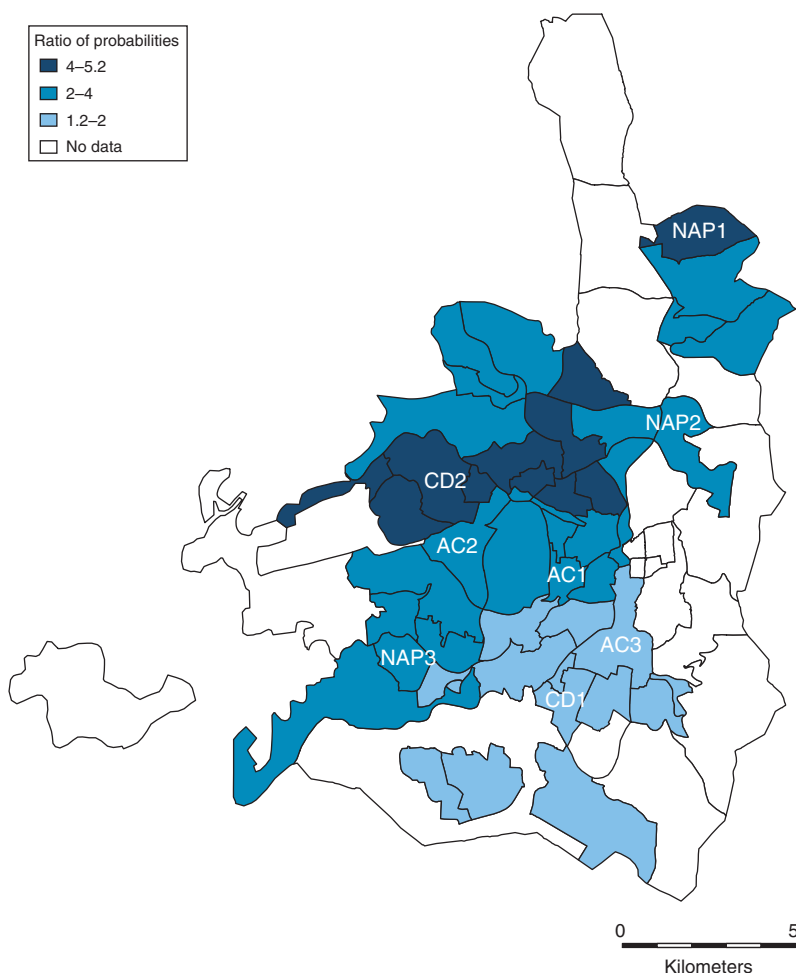 Ratio of probabilities
4–5.2
2–4
1.2–2
No data
NAP1
NAP2
CD2
AC2
AC1
NAP3
AC3
CD1
0 5
Kilometers